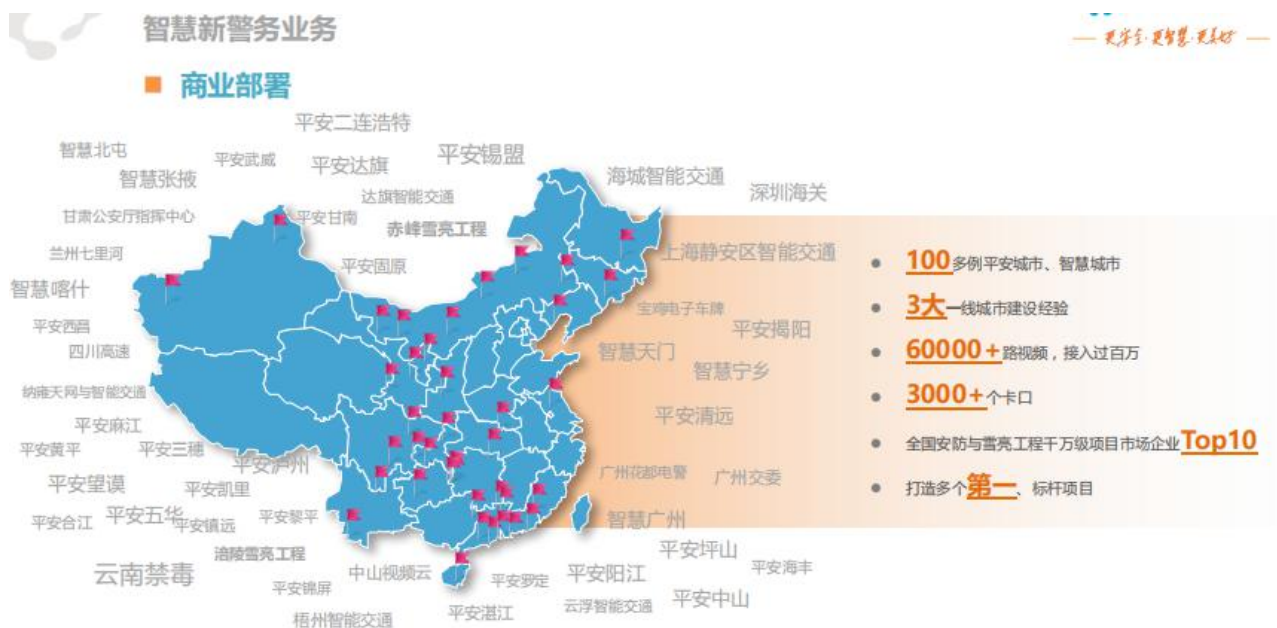 智慧新警务业务
更安全·更智慧·更美好
商业部署
平安二连浩特
智慧北屯
平安武威
平安达旗
平安锡盟
智慧张掖
海城智能交通
深圳海关
达旗智能交通
甘肃公安厅指挥中心
平安甘南
赤峰雪亮工程
兰州七里河
平安固原
上海静安区智能交通
智慧喀什
宝鸡电子车牌
平安西昌
平安揭阳
四川高速
智慧天门
智慧宁乡
纳雍天网与智能交通
平安麻江
平安清远
平安黄平
平安三穗
平安泸州
广州花都电警
广州交委
平安望谟
平安凯里
平安合江
平安五华
平安镇远
平安黎平
智慧广州
涪陵雪亮工程
平安坪山
云南禁毒
中山视频云
平安罗定
平安阳江
平安海丰
平安锦屏
云浮智能交通
平安中山
梧州智能交通
平安湛江
100多例平安城市、智慧城市
3大一线城市建设经验
60000+路视频，接入过百万
3000+个卡口
全国安防与雪亮工程千万级项目市场企业Top10
打造多个第一、标杆项目